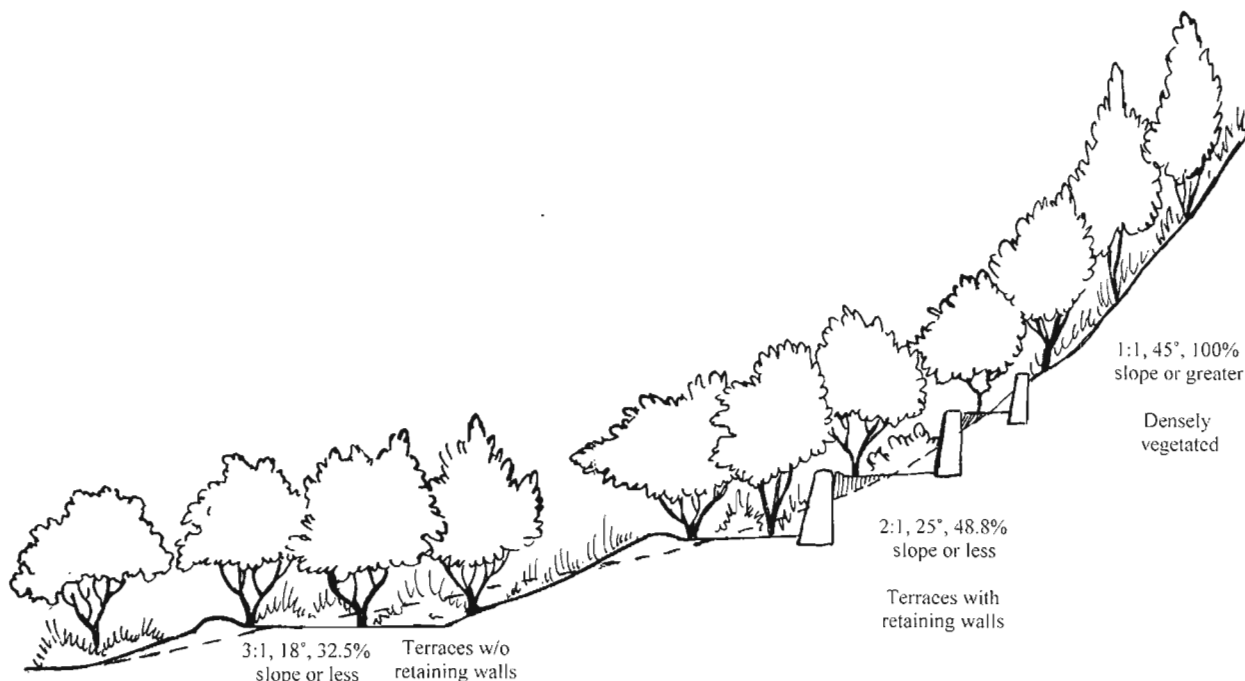 1:1, 45°, 100%
slope or greater
Densely
vegetated
2:1, 25°, 48.8%
slope or less
Terraces with
retaining walls
3:1, 18°, 32.5%
slope or less
Terraces w/o
retaining walls